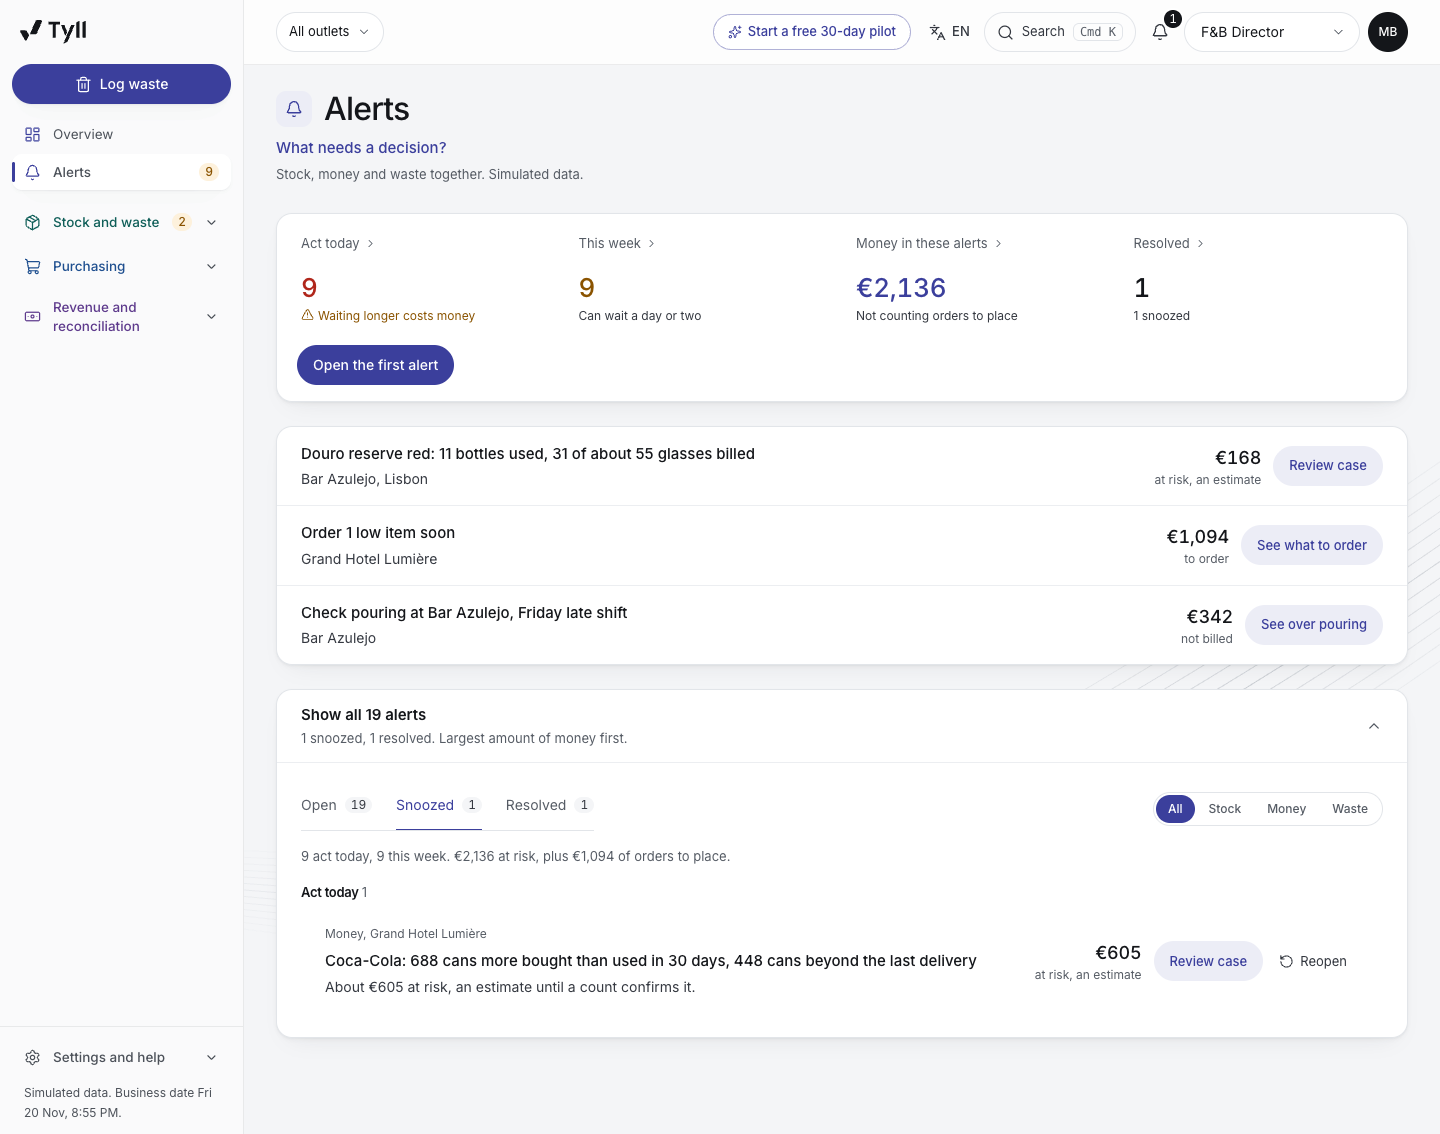 Tyll
All outlets
Start a free 30-day pilot
EN
Search
Cmd K
1
F&B Director
MB
Log waste
Overview
Alerts
9
Stock and waste
2
Purchasing
Revenue and
reconciliation
Settings and help
Simulated data. Business date Fri
20 Nov, 8:55 PM.
Alerts
What needs a decision?
Stock, money and waste together. Simulated data.
Act today
9
Waiting longer costs money
This week
9
Can wait a day or two
Money in these alerts
€2,136
Not counting orders to place
Resolved
1
1 snoozed
Open the first alert
Douro reserve red: 11 bottles used, 31 of about 55 glasses billed
Bar Azulejo, Lisbon
€168
at risk, an estimate
Review case
Order 1 low item soon
Grand Hotel Lumière
€1,094
to order
See what to order
Check pouring at Bar Azulejo, Friday late shift
Bar Azulejo
€342
not billed
See over pouring
Show all 19 alerts
1 snoozed, 1 resolved. Largest amount of money first.
Open 19
Snoozed 1
Resolved 1
All
Stock
Money
Waste
9 act today, 9 this week. €2,136 at risk, plus €1,094 of orders to place.
Act today 1
Money, Grand Hotel Lumière
Coca-Cola: 688 cans more bought than used in 30 days, 448 cans beyond the last delivery
About €605 at risk, an estimate until a count confirms it.
€605
at risk, an estimate
Review case
Reopen